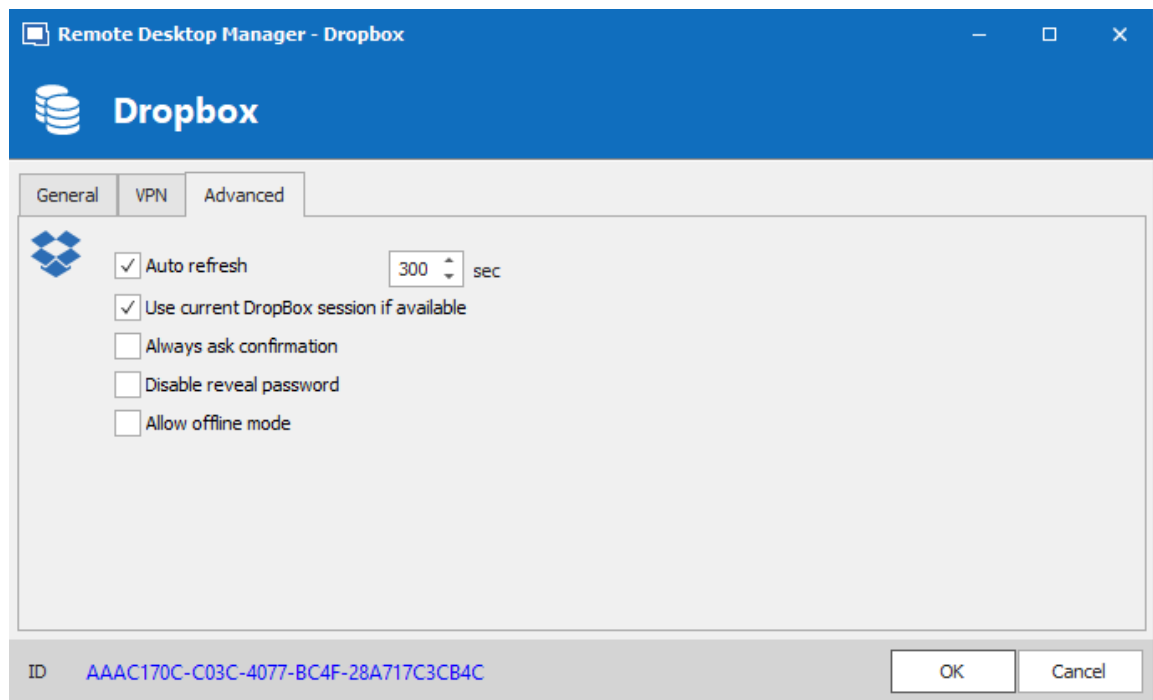 Remote Desktop Manager - Dropbox
Dropbox
General VPN Advanced
Auto refresh 300 sec
Use current DropBox session if available
Always ask confirmation
Disable reveal password
Allow offline mode
ID AAAC170C-C03C-4077-BC4F-28A717C3CB4C OK Cancel